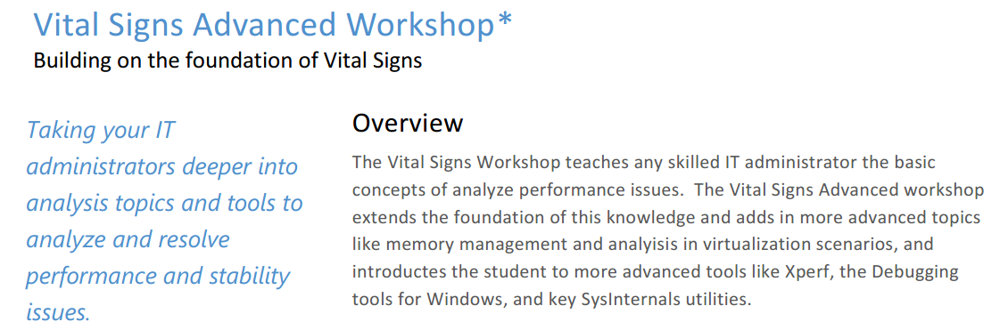 Vital Signs Advanced Workshop*
Building on the foundation of Vital Signs
Taking your IT
administrators deeper into
analysis topics and tools to
analyze and resolve
performance and stability
issues.
Overview
The Vital Signs Workshop teaches any skilled IT administrator the basic
concepts of analyze performance issues.  The Vital Signs Advanced workshop
extends the foundation of this knowledge and adds in more advanced topics
like memory management and analyisis in virtualization scenarios, and
introductes the student to more advanced tools like Xperf, the Debugging
tools for Windows, and key SysInternals utilities.